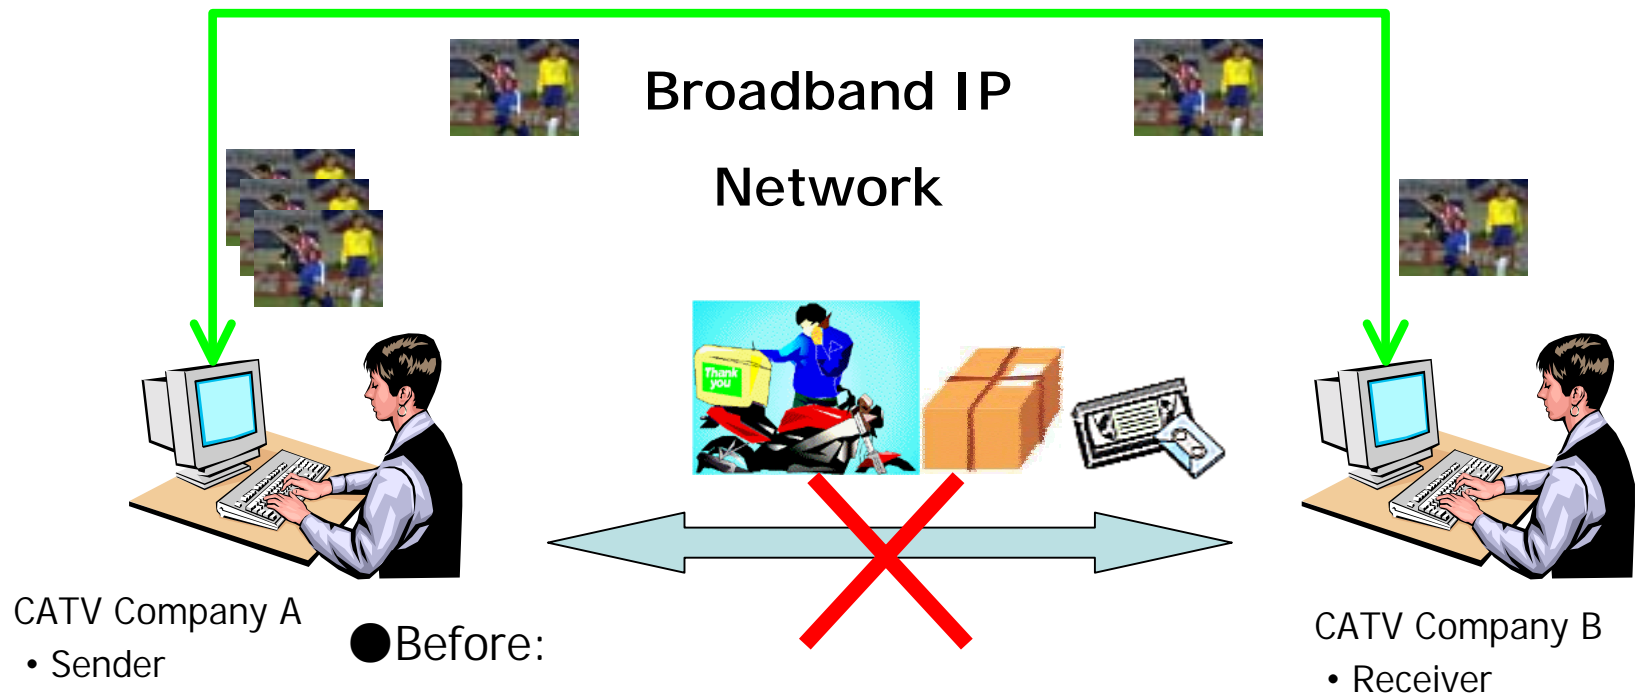 Broadband IP
Network
Thank
you
CATV Company A
• Sender
●Before:
CATV Company B
• Receiver